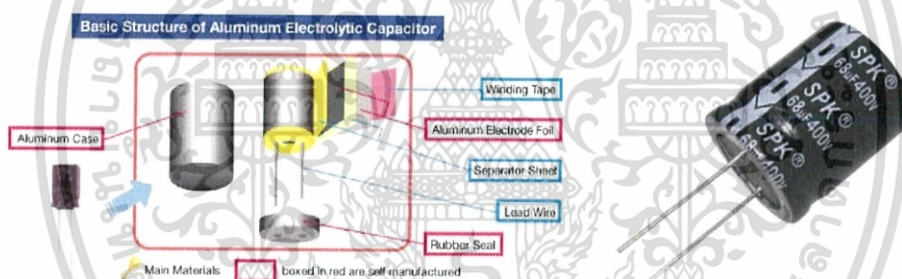 Basic Structure of Aluminum Electrolytic Capacitor
Winding Tape
Aluminum Case
Aluminum Electrode Foil
Separator Sheet
Lead Wire
Rubber Seal
Main Materials
boxed in red are self manufactured
SPK®
68µF400V
SPK®
68µF400V
SPK®